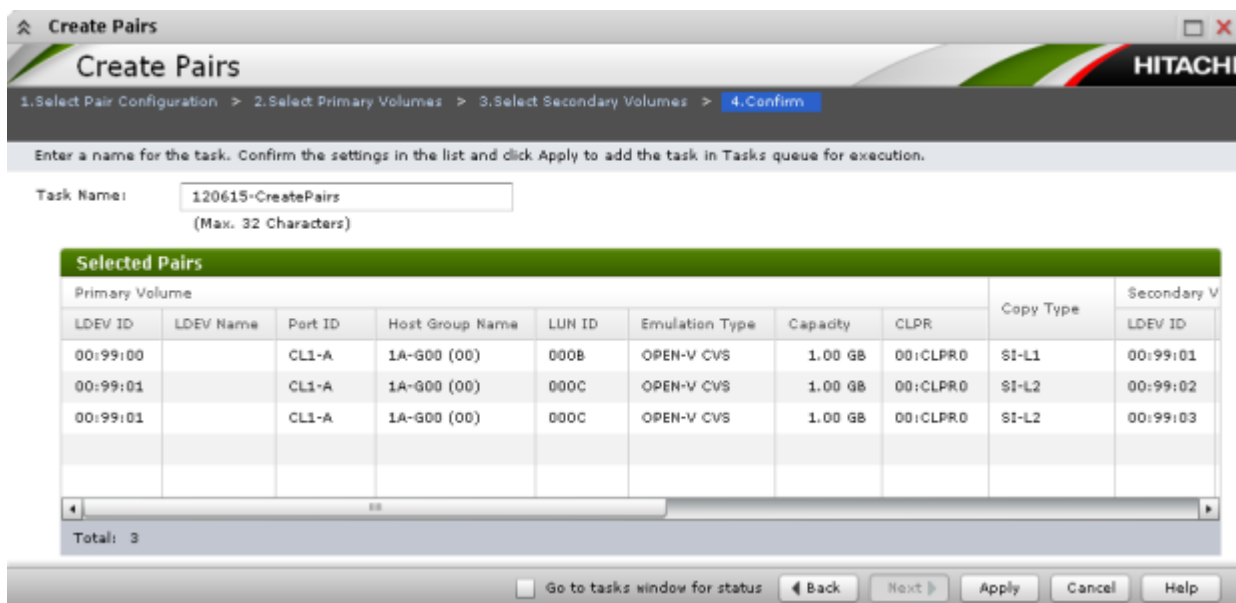 Create Pairs
Create Pairs
HITACHI
1.Select Pair Configuration > 2.Select Primary Volumes > 3.Select Secondary Volumes > 4.Confirm
Enter a name for the task. Confirm the settings in the list and click Apply to add the task in Tasks queue for execution.
Task Name: 120615-CreatePairs
(Max. 32 Characters)
Selected Pairs
Primary Volume Copy Type Secondary V
LDEV ID LDEV Name Port ID Host Group Name LUN ID Emulation Type Capacity CLPR LDEV ID
00:99:00 CL1-A 1A-G00 (00) 000B OPEN-V CVS 1.00 GB 00:CLPR0 SI-L1 00:99:01
00:99:01 CL1-A 1A-G00 (00) 000C OPEN-V CVS 1.00 GB 00:CLPR0 SI-L2 00:99:02
00:99:01 CL1-A 1A-G00 (00) 000C OPEN-V CVS 1.00 GB 00:CLPR0 SI-L2 00:99:03
Total: 3
Go to tasks window for status Back Next Apply Cancel Help